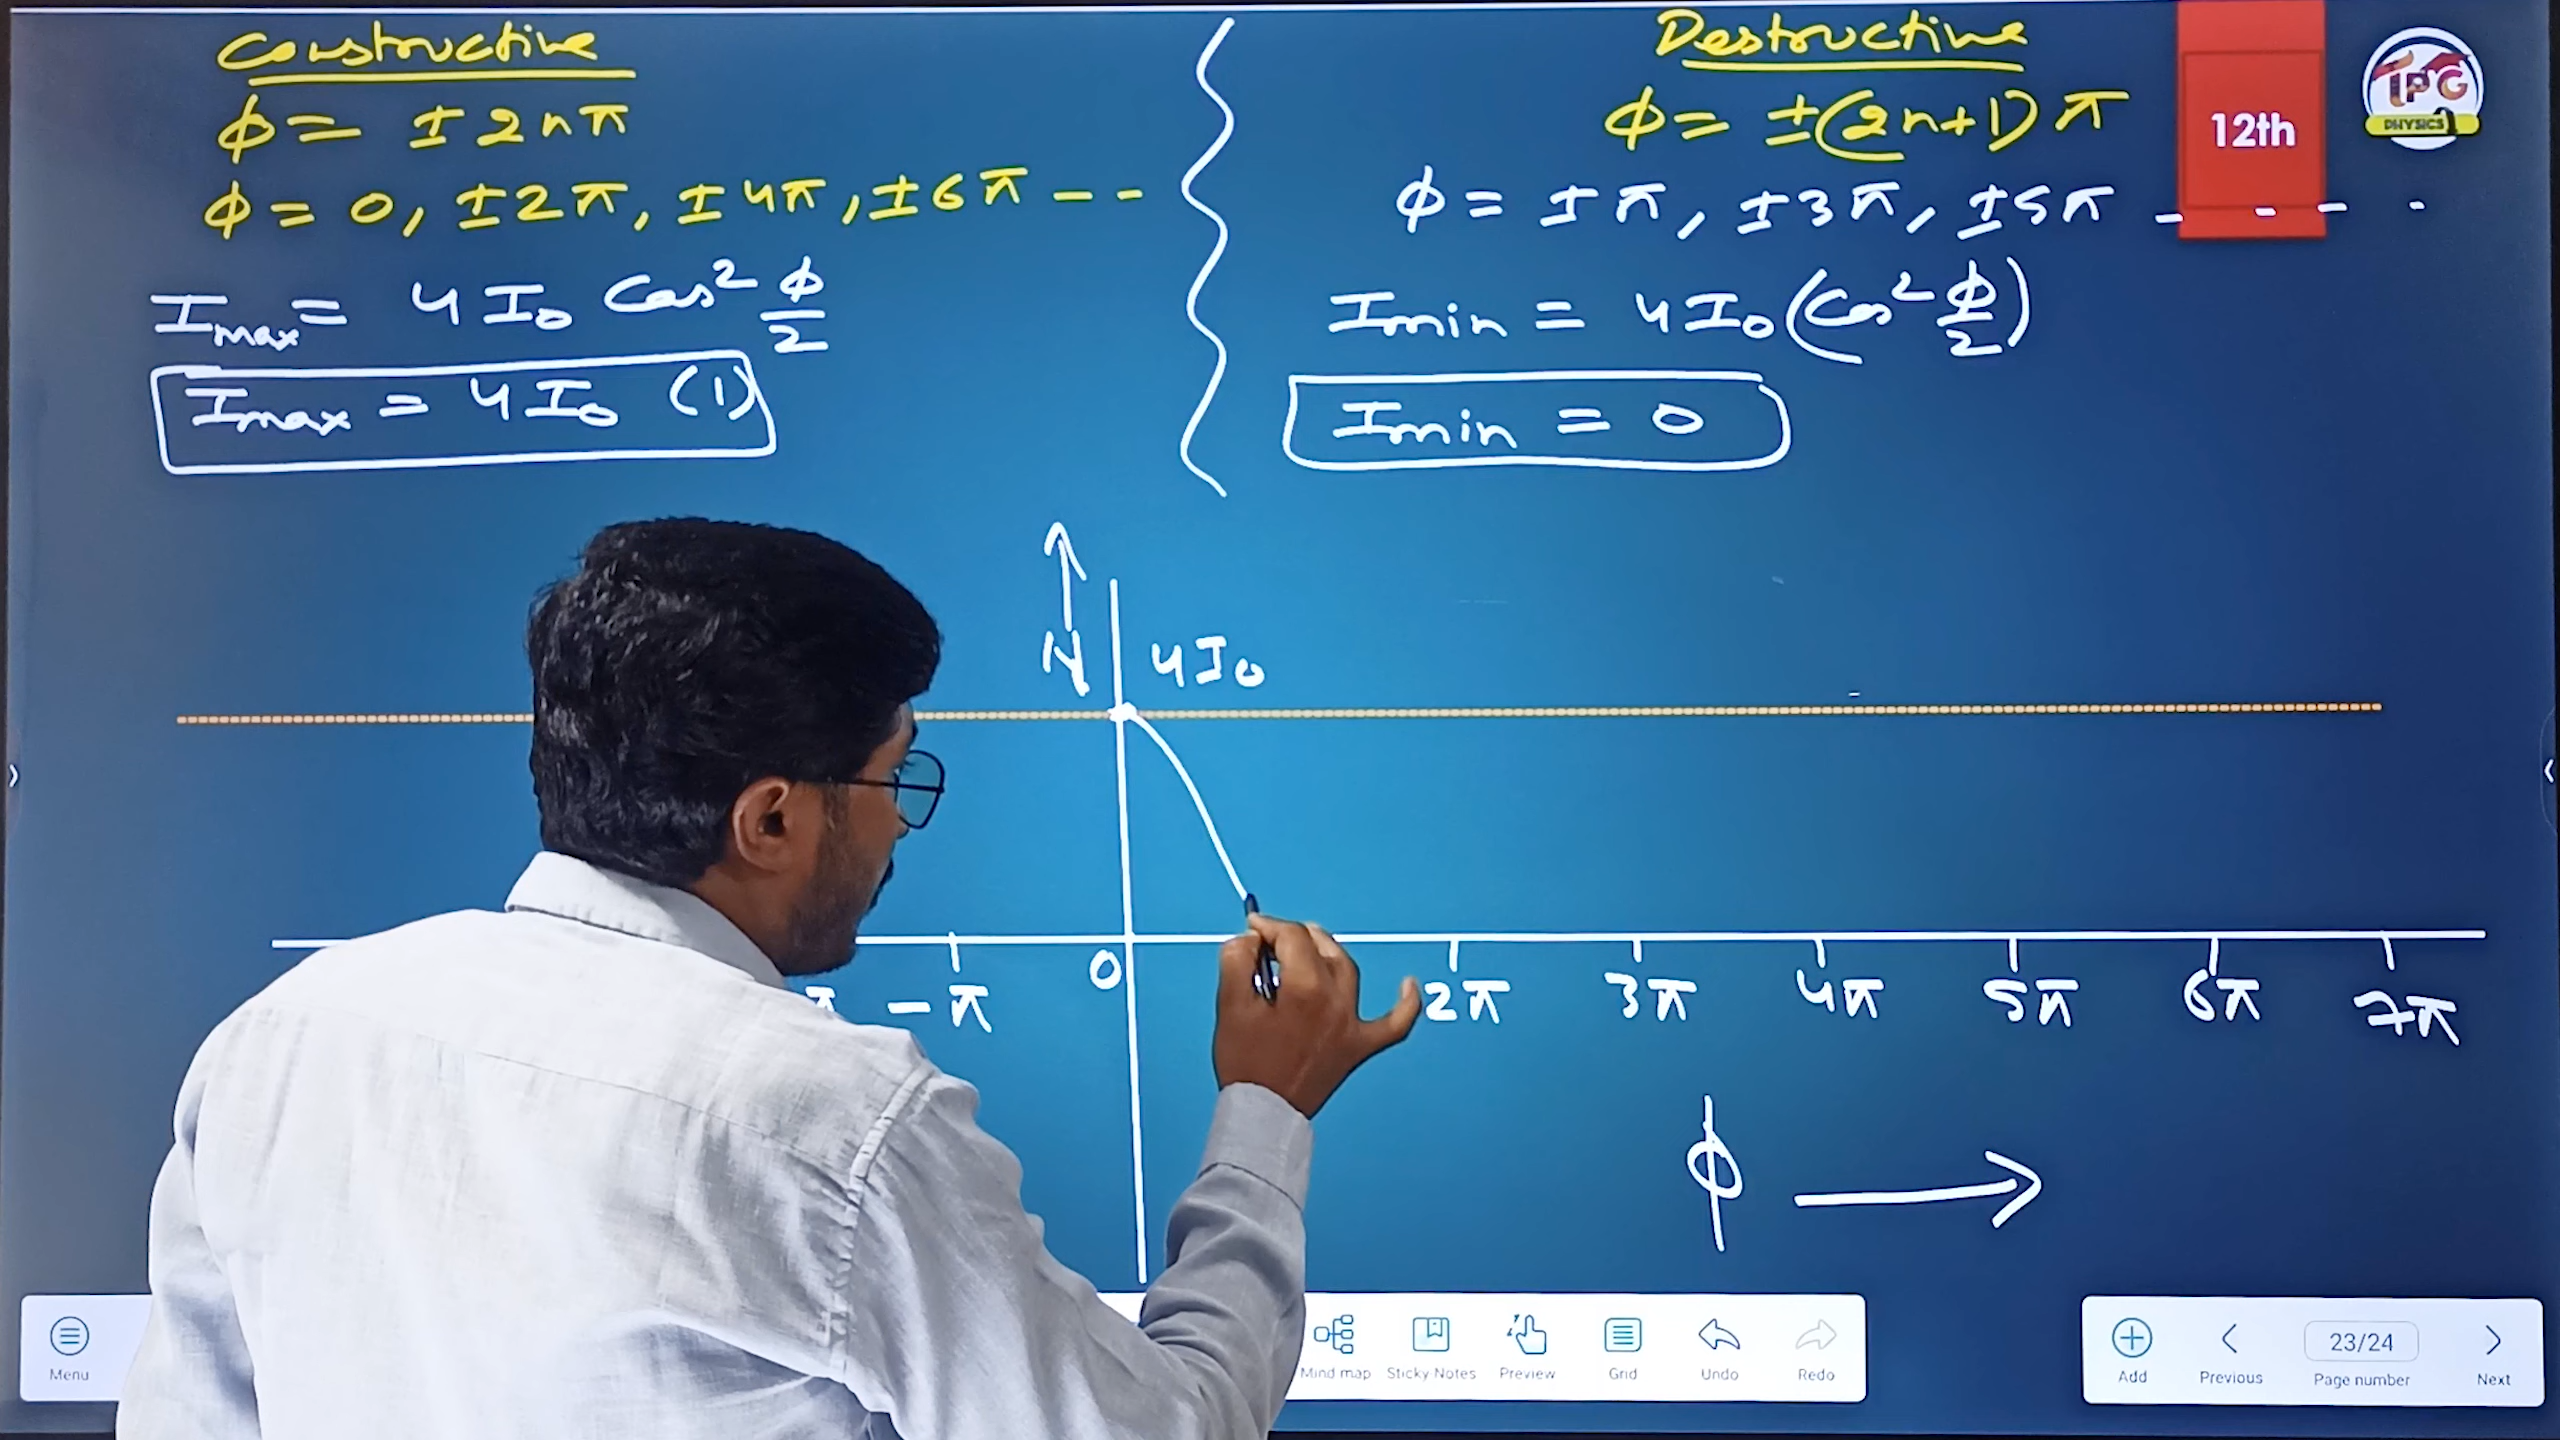 Constructive
ϕ = ± 2nπ
ϕ = 0, ±2π, ±4π, ±6π --
Imax = 4I₀ Cos² ϕ/2
Imax = 4I₀ (1)
Destructive
ϕ = ±(2n+1)π
ϕ = ±π, ±3π, ±5π ----
Imin = 4I₀(Cos² ϕ/2)
Imin = 0
12th
TPG
PHYSICS
4I₀
-π 0 2π 3π 4π 5π 6π 7π
ϕ →
Menu
Mind map Sticky Notes Preview Grid Undo Redo
Add Previous 23/24 Page number Next